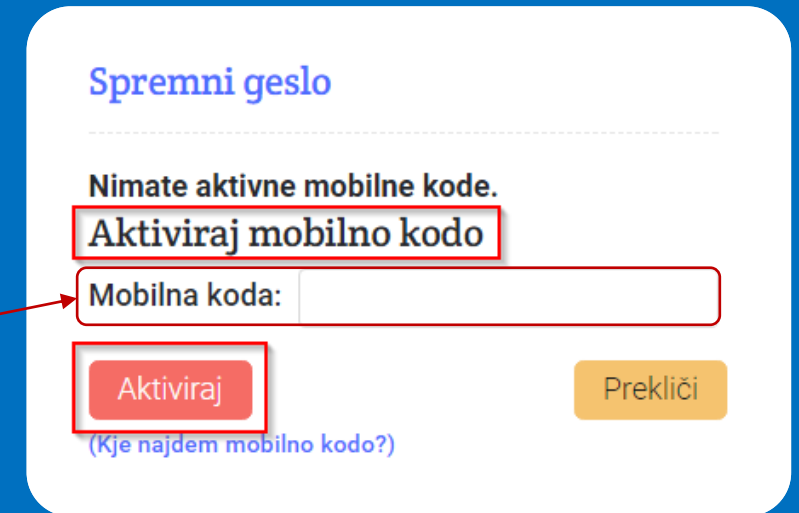 Spremni geslo
Nimate aktivne mobilne kode.
Aktiviraj mobilno kodo
Mobilna koda:
Aktiviraj
Prekliči
(Kje najdem mobilno kodo?)